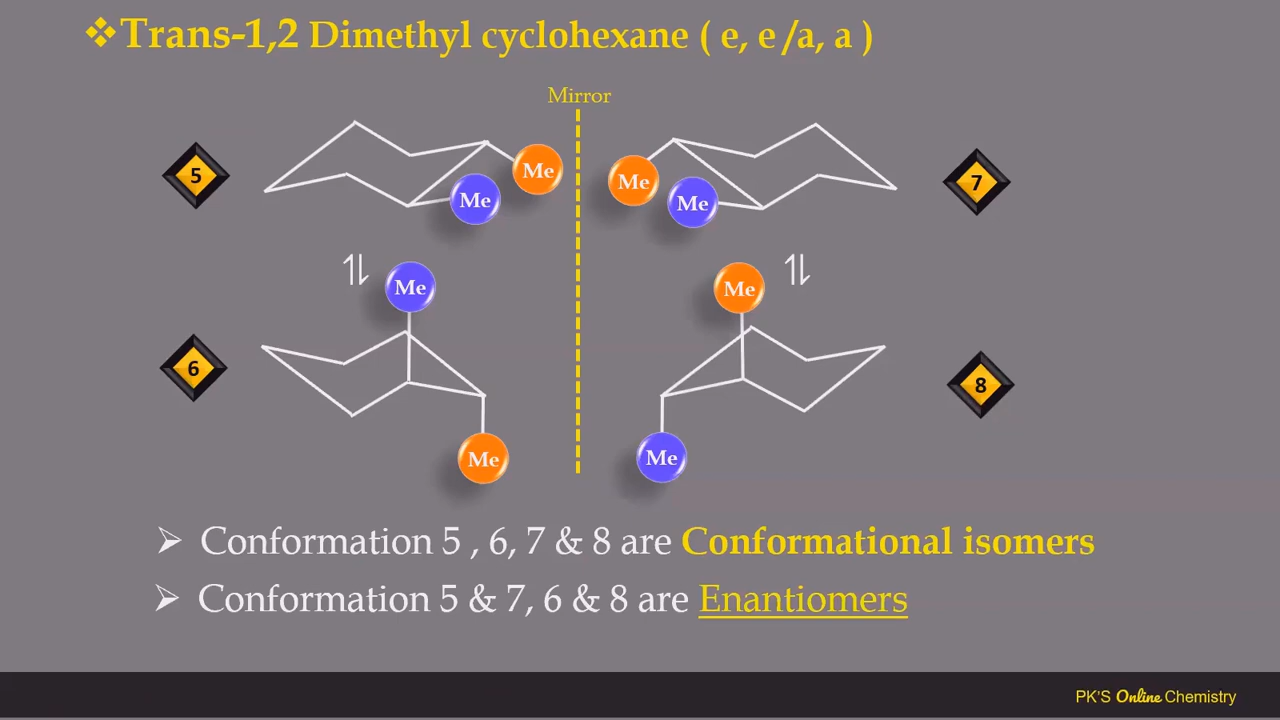 ❖Trans-1,2 Dimethyl cyclohexane ( e, e /a, a )
Mirror
5
Me
Me
Me
Me
7
⥮
⥮
6
Me
Me
Me
Me
8
➢ Conformation 5 , 6, 7 & 8 are Conformational isomers
➢ Conformation 5 & 7, 6 & 8 are Enantiomers
PK'S Online Chemistry